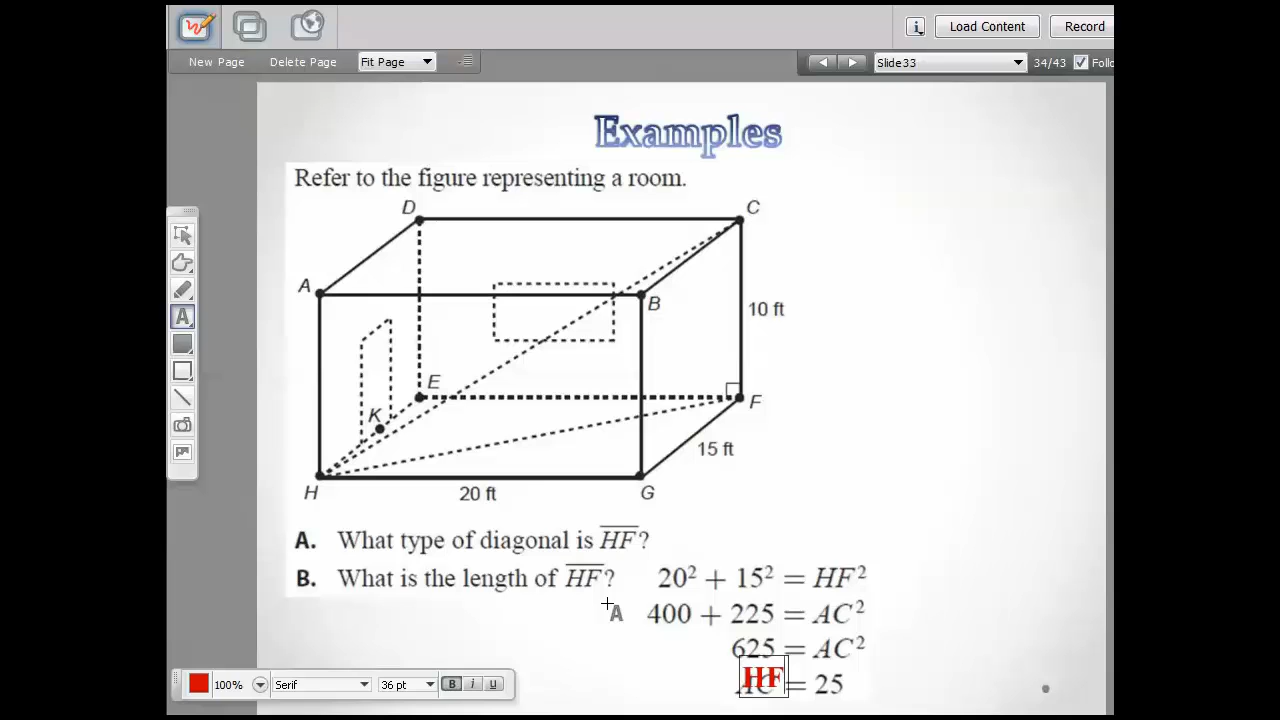 Load Content
Record
New Page
Delete Page
Fit Page
Slide33
34/43
Follo
Examples
Refer to the figure representing a room.
D
C
A
B
10 ft
E
K
F
15 ft
H
20 ft
G
A. What type of diagonal is HF?
B. What is the length of HF?
20² + 15² = HF²
400 + 225 = AC²
625 = AC²
HF = 25
100%
Serif
36 pt
B
i
U
A
A